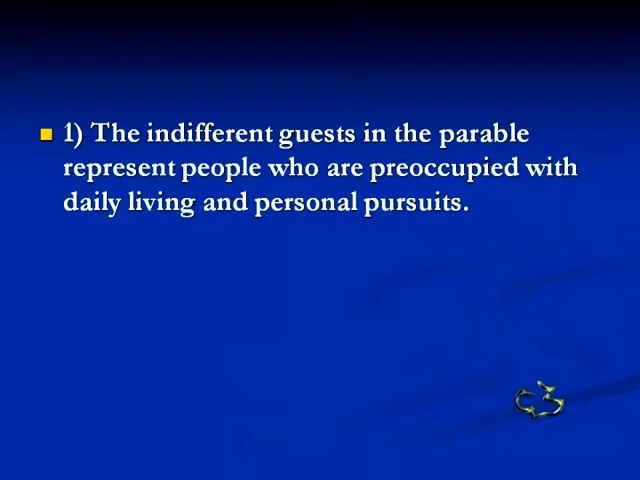 1) The indifferent guests in the parable
represent people who are preoccupied with
daily living and personal pursuits.